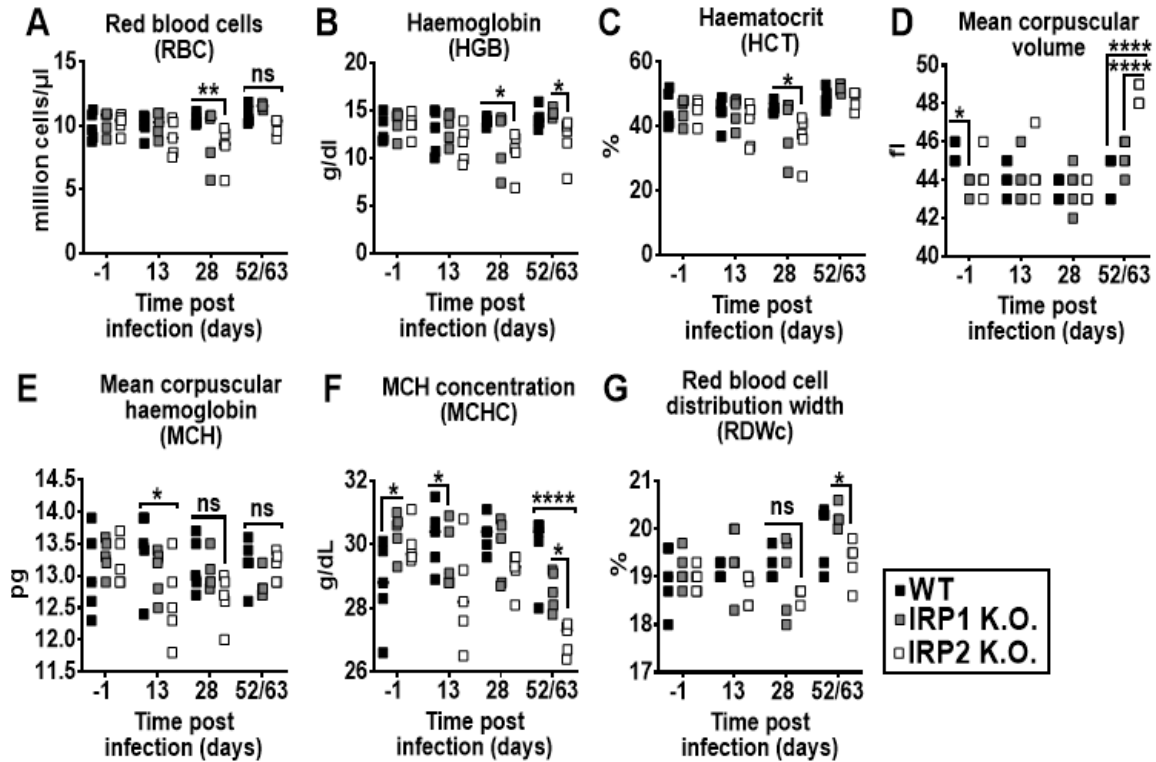 A Red blood cells
(RBC)
million cells/µl
15
10
5
0
** ns
-1 13 28 52/63
Time post
infection (days)
B Haemoglobin
(HGB)
g/dl
20
15
10
5
0
* *
-1 13 28 52/63
Time post
infection (days)
C Haematocrit
(HCT)
%
60
40
20
0
*
-1 13 28 52/63
Time post
infection (days)
D Mean corpuscular
volume
fl
50
48
46
44
42
40
*
****
****
-1 13 28 52/63
Time post
infection (days)
E Mean corpuscular
haemoglobin
(MCH)
pg
14.5
14.0
13.5
13.0
12.5
12.0
11.5
* ns ns
-1 13 28 52/63
Time post
infection (days)
F MCH concentration
(MCHC)
g/dL
32
30
28
26
* * ****
*
-1 13 28 52/63
Time post
infection (days)
G Red blood cell
distribution width
(RDWc)
%
21
20
19
18
17
ns *
-1 13 28 52/63
Time post
infection (days)
WT
IRP1 K.O.
IRP2 K.O.